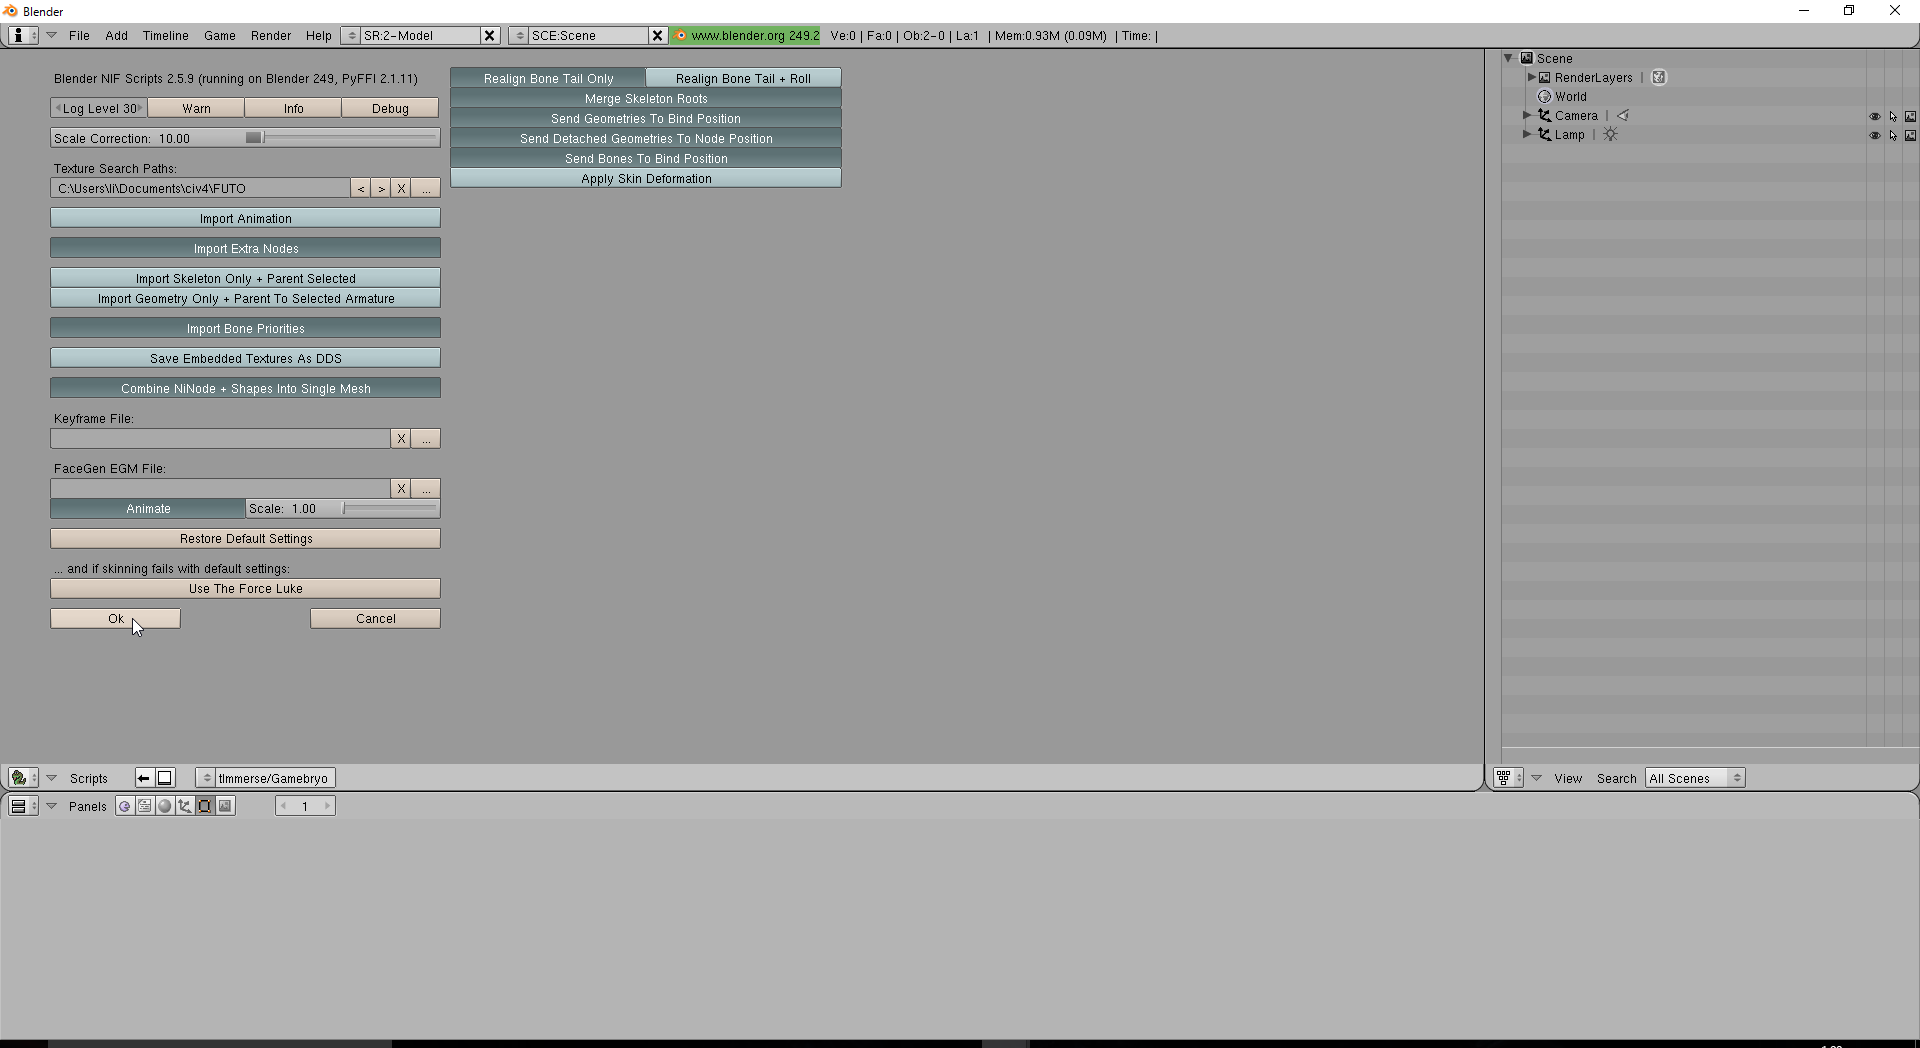 Blender
File Add Timeline Game Render Help SR:2-Model SCE:Scene www.blender.org 249.2 Ve:0 | Fa:0 | Ob:2-0 | La:1 | Mem:0.93M (0.09M) | Time: |
Blender NIF Scripts 2.5.9 (running on Blender 249, PyFFI 2.1.11)
Log Level 30 Warn Info Debug
Scale Correction: 10.00
Texture Search Paths:
C:\Users\li\Documents\civ4\FUTO < > X ...
Import Animation
Import Extra Nodes
Import Skeleton Only + Parent Selected
Import Geometry Only + Parent To Selected Armature
Import Bone Priorities
Save Embedded Textures As DDS
Combine NiNode + Shapes Into Single Mesh
Keyframe File:
X ...
FaceGen EGM File:
X ...
Animate Scale: 1.00
Restore Default Settings
... and if skinning fails with default settings:
Use The Force Luke
Ok Cancel
Realign Bone Tail Only Realign Bone Tail + Roll
Merge Skeleton Roots
Send Geometries To Bind Position
Send Detached Geometries To Node Position
Send Bones To Bind Position
Apply Skin Deformation
Scene
RenderLayers |
World
Camera |
Lamp |
Scripts tImmerse/Gamebryo
View Search All Scenes
Panels 1